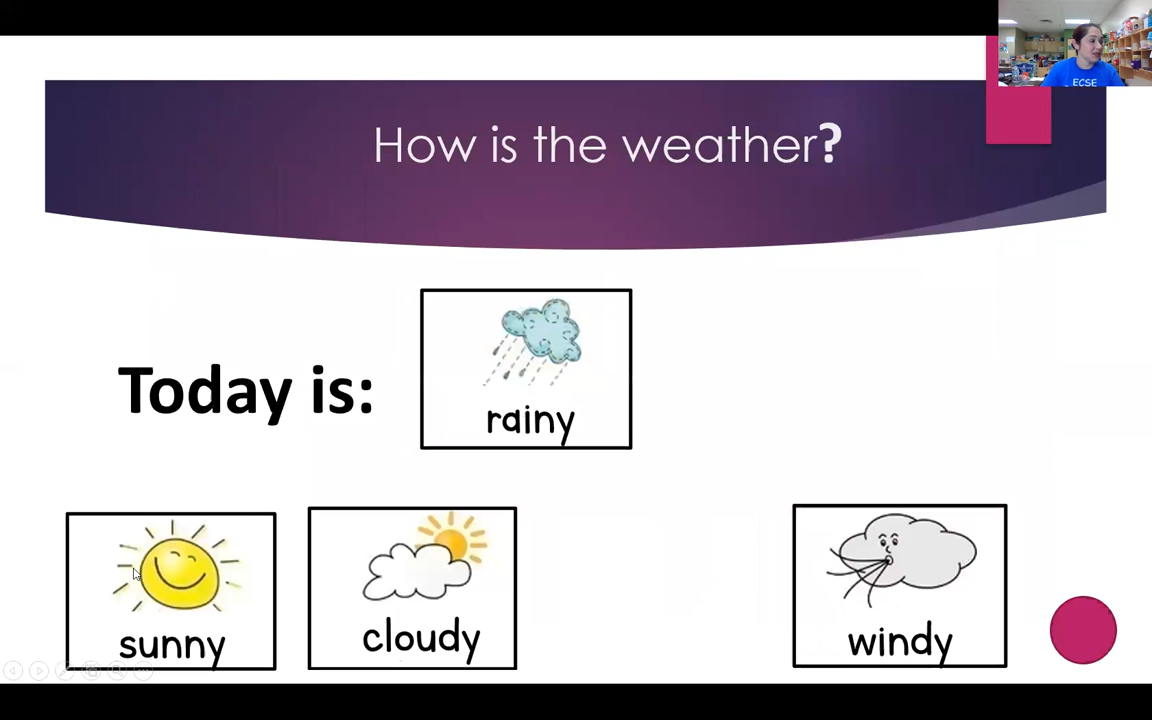 ECSE
How is the weather?
Today is:
rainy
sunny
cloudy
windy